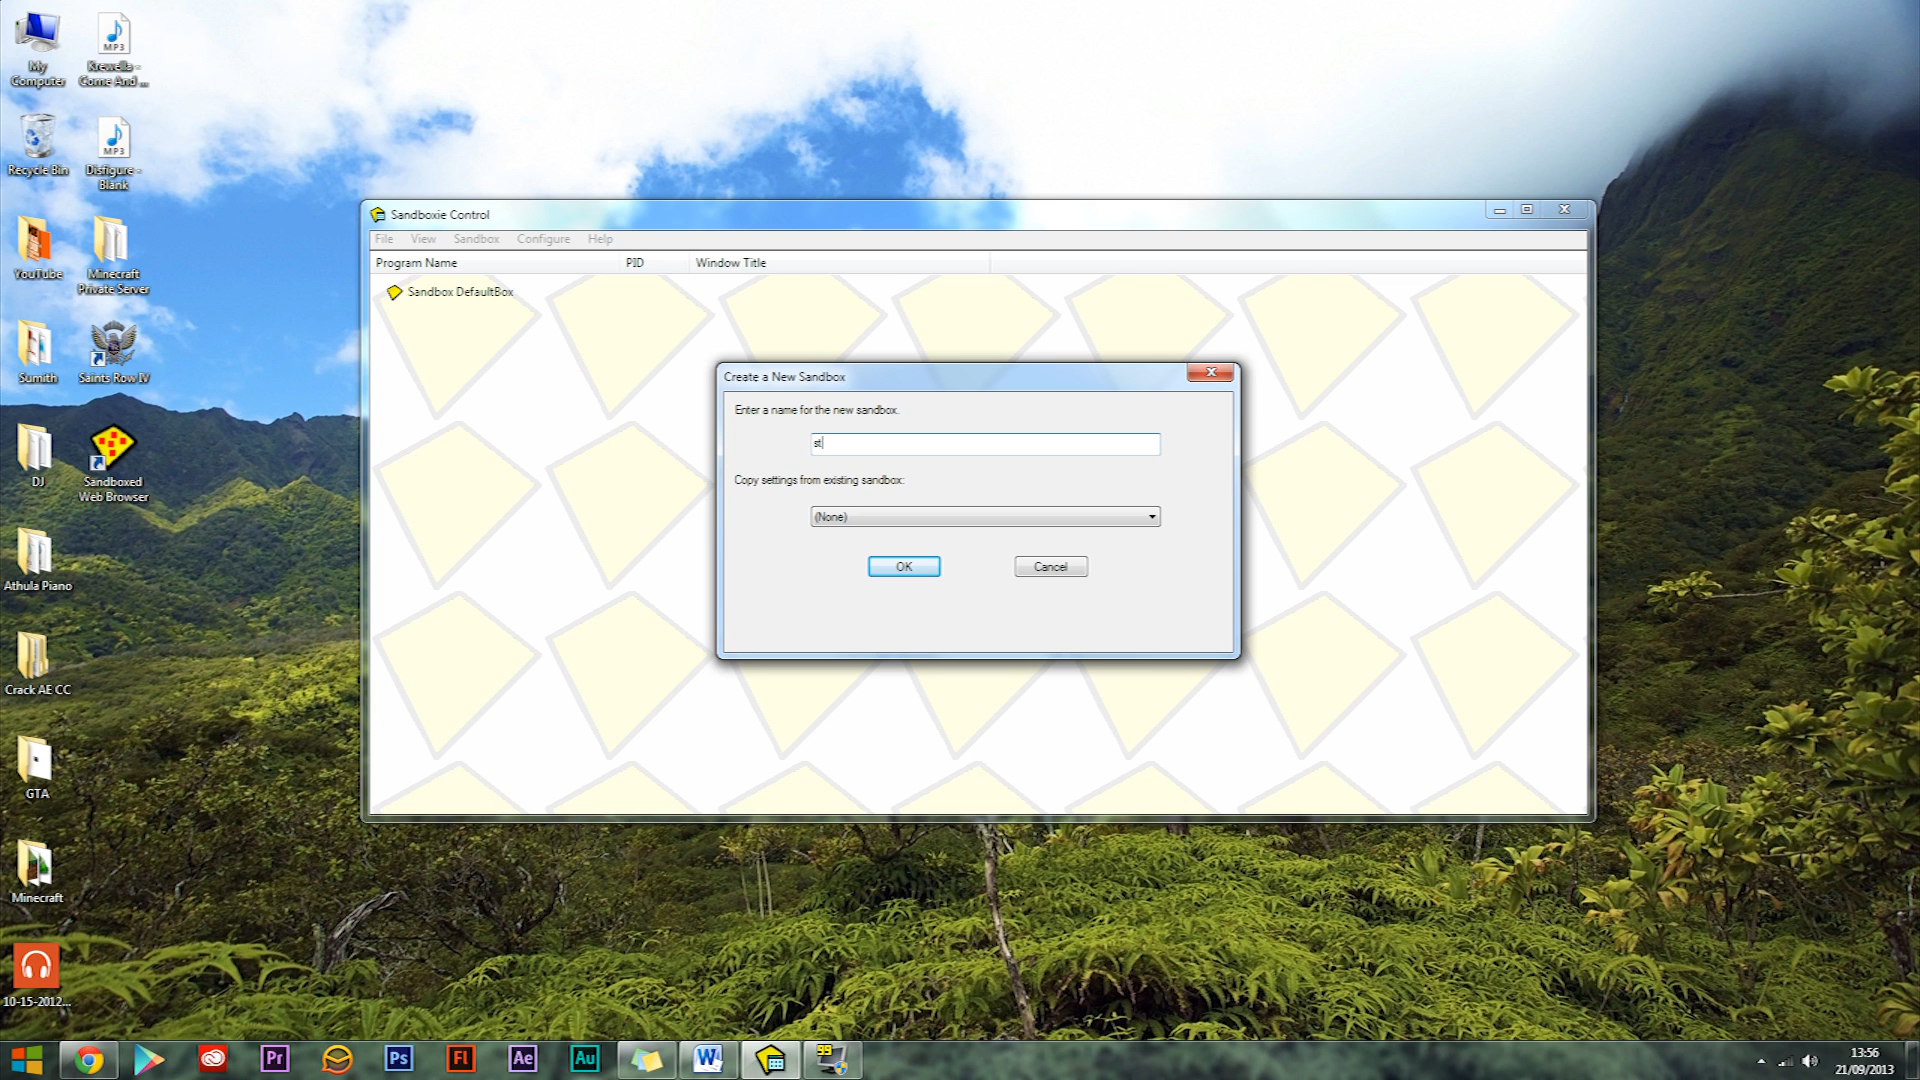 My
Computer
MP3
Krewella -
Come And ...
Recycle Bin
MP3
Disfigure -
Blank
YouTube
Minecraft
Private Server
Sumith
Saints Row IV
DJ
Sandboxed
Web Browser
Athula Piano
Crack AE CC
GTA
Minecraft
10-15-2012...
Sandboxie Control
File View Sandbox Configure Help
Program Name PID Window Title
Sandbox DefaultBox
Create a New Sandbox
Enter a name for the new sandbox.
st
Copy settings from existing sandbox:
(None)
OK Cancel
Pr Ps Fl Ae Au W 99
13:56
21/09/2013